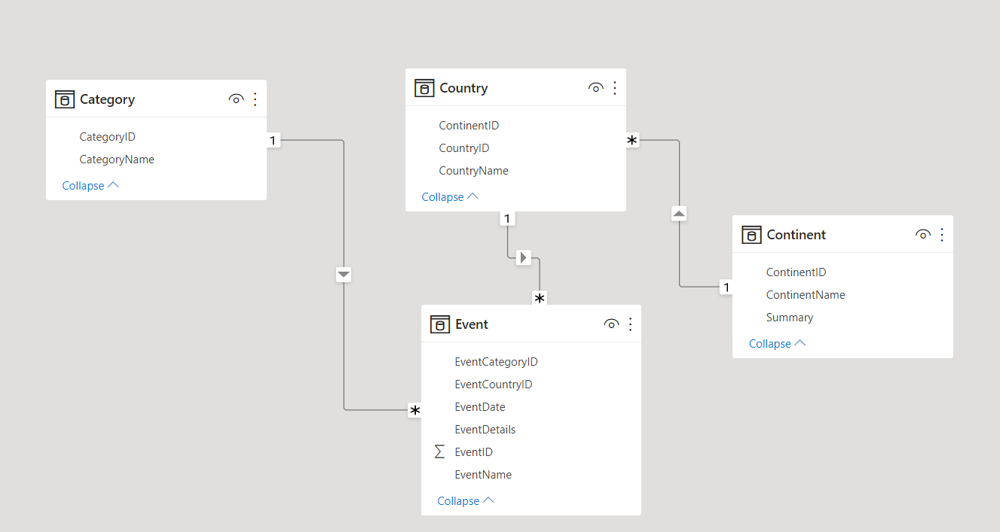 Category
CategoryID
CategoryName
Collapse
1
Country
ContinentID
CountryID
CountryName
Collapse
*
1
*
Continent
ContinentID
ContinentName
Summary
Collapse
1
Event
EventCategoryID
EventCountryID
EventDate
EventDetails
∑ EventID
EventName
Collapse
*